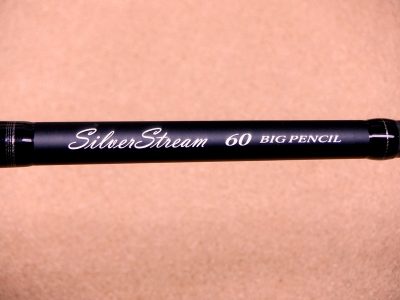 SilverStream 60 BIG PENCIL